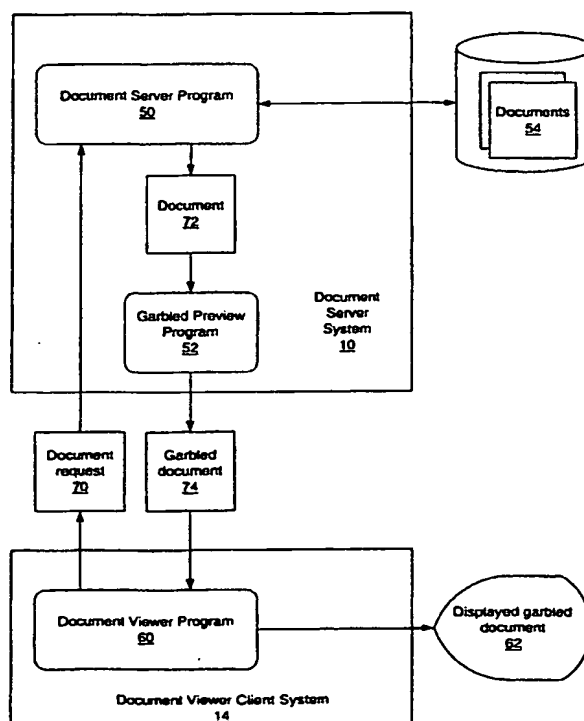 Document Server Program
50
Documents
54
Document
72
Garbled Preview
Program
52
Document
Server
System
10
Document
request
70
Garbled
document
74
Document Viewer Program
60
Displayed garbled
document
62
Document Viewer Client System
14